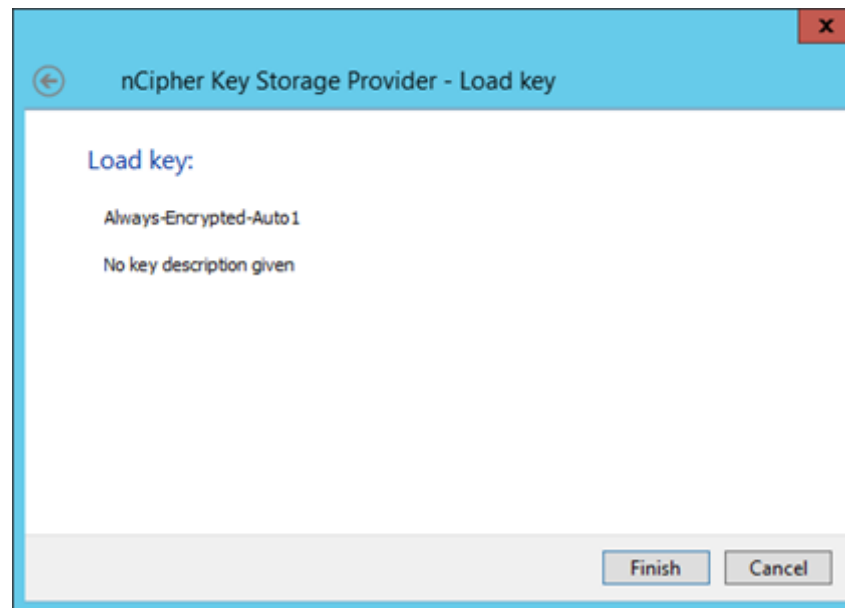 x
nCipher Key Storage Provider - Load key
Load key:
Always-Encrypted-Auto1
No key description given
Finish Cancel